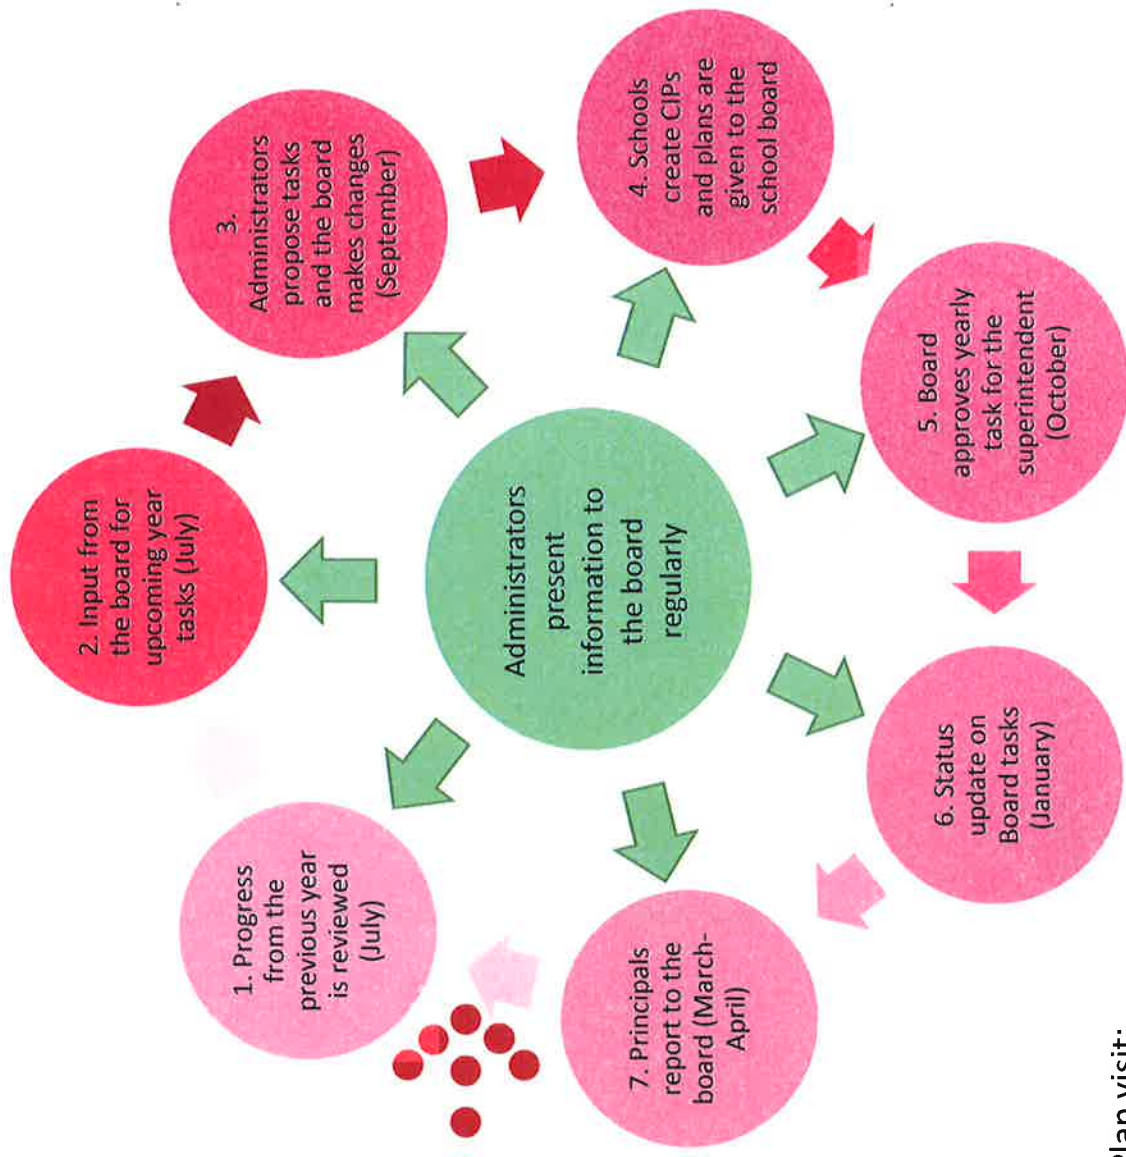 1. Progress
from the
previous year
is reviewed
(July)
2. Input from
the board for
upcoming year
tasks (July)
3.
Administrators
propose tasks
and the board
makes changes
(September)
4. Schools
create CIPs
and plans are
given to the
school board
5. Board
approves yearly
task for the
superintendent
(October)
6. Status
update on
Board tasks
(January)
7. Principals
report to the
board (March-
April)
Administrators
present
information to
the board
regularly
plan visit: